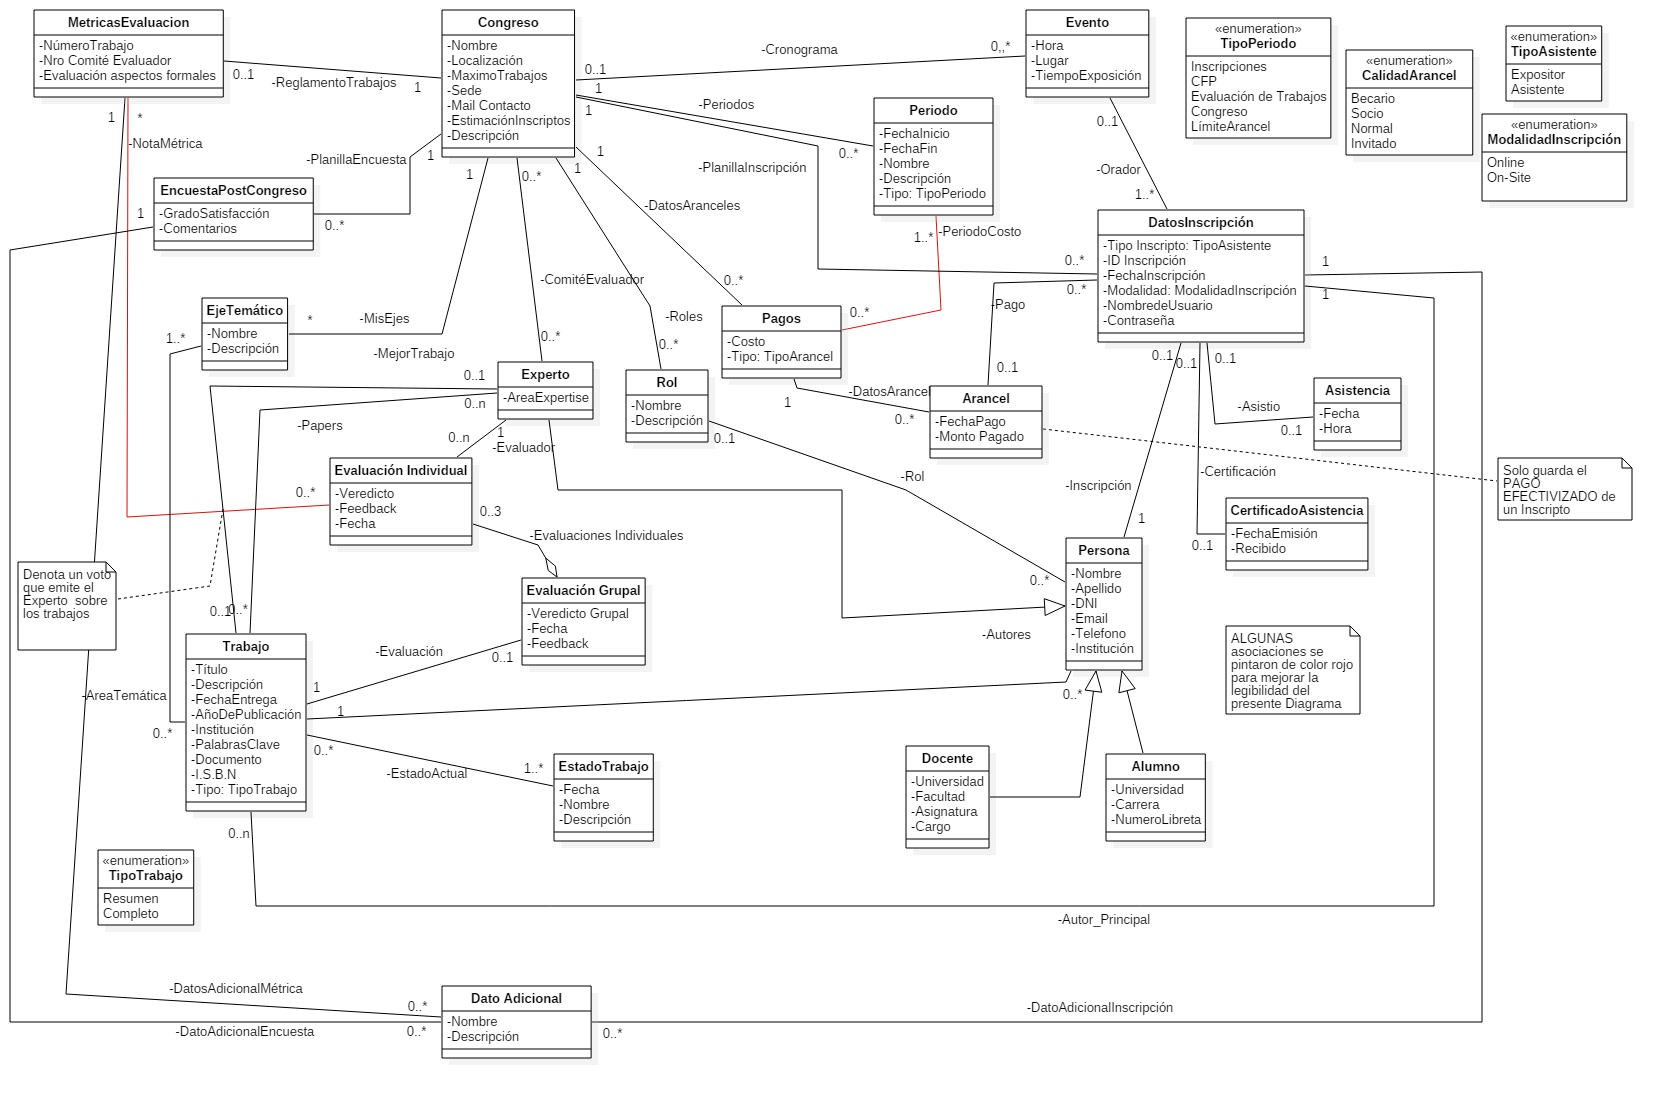 MetricasEvaluacion
-NúmeroTrabajo
-Nro Comité Evaluador
-Evaluación aspectos formales
0..1
-ReglamentoTrabajos
1
1
*
-NotaMétrica
Congreso
-Nombre
-Localización
-MaximoTrabajos
-Sede
-Mail Contacto
-EstimaciónInscriptos
-Descripción
-Cronograma
0..1
0,,*
Evento
-Hora
-Lugar
-TiempoExposición
0..1
-Orador
1..*
«enumeration»
TipoPeriodo
Inscripciones
CFP
Evaluación de Trabajos
Congreso
LímiteArancel
«enumeration»
CalidadArancel
Becario
Socio
Normal
Invitado
«enumeration»
TipoAsistente
Expositor
Asistente
«enumeration»
ModalidadInscripción
Online
On-Site
1
-Periodos
0..*
1
-PlanillaInscripción
0..*
1
-DatosAranceles
0..*
Periodo
-FechaInicio
-FechaFin
-Nombre
-Descripción
-Tipo: TipoPeriodo
1..*
-PeriodoCosto
0..*
-PlanillaEncuesta
1
0..*
EncuestaPostCongreso
-GradoSatisfacción
-Comentarios
1
1
-MisEjes
*
0..*
-ComitéEvaluador
0..*
1
-Roles
0..*
EjeTemático
-Nombre
-Descripción
1..*
-MejorTrabajo
0..1
0..n
-Papers
DatosInscripción
-Tipo Inscripto: TipoAsistente
-ID Inscripción
-FechaInscripción
-Modalidad: ModalidadInscripción
-NombredeUsuario
-Contraseña
1
1
0..*
-Pago
0..1
Pagos
-Costo
-Tipo: TipoArancel
1
-DatosArancel
0..*
Arancel
-FechaPago
-Monto Pagado
Experto
-AreaExpertise
Rol
-Nombre
-Descripción
0..1
-Rol
0..*
0..1
0..1
0..1
-Asistio
0..1
Asistencia
-Fecha
-Hora
-Certificación
0..1
CertificadoAsistencia
-FechaEmisión
-Recibido
-Inscripción
1
Solo guarda el
PAGO
EFECTIVIZADO de
un Inscripto
0..n
1
-Evaluador
Evaluación Individual
-Veredicto
-Feedback
-Fecha
0..*
0..3
-Evaluaciones Individuales
Evaluación Grupal
-Veredicto Grupal
-Fecha
-Feedback
Persona
-Nombre
-Apellido
-DNI
-Email
-Telefono
-Institución
-Autores
0..*
Denota un voto
que emite el
Experto sobre
los trabajos
0..1
0..*
Trabajo
-Título
-Descripción
-FechaEntrega
-AñoDePublicación
-Institución
-PalabrasClave
-Documento
-I.S.B.N
-Tipo: TipoTrabajo
-Evaluación
0..1
1
1
0..*
-EstadoActual
1..*
-AreaTemática
0..*
0..n
EstadoTrabajo
-Fecha
-Nombre
-Descripción
ALGUNAS
asociaciones se
pintaron de color rojo
para mejorar la
legibilidad del
presente Diagrama
Docente
-Universidad
-Facultad
-Asignatura
-Cargo
Alumno
-Universidad
-Carrera
-NumeroLibreta
«enumeration»
TipoTrabajo
Resumen
Completo
-Autor_Principal
-DatosAdicionalMétrica
0..*
-DatoAdicionalEncuesta
0..*
Dato Adicional
-Nombre
-Descripción
0..*
-DatoAdicionalInscripción